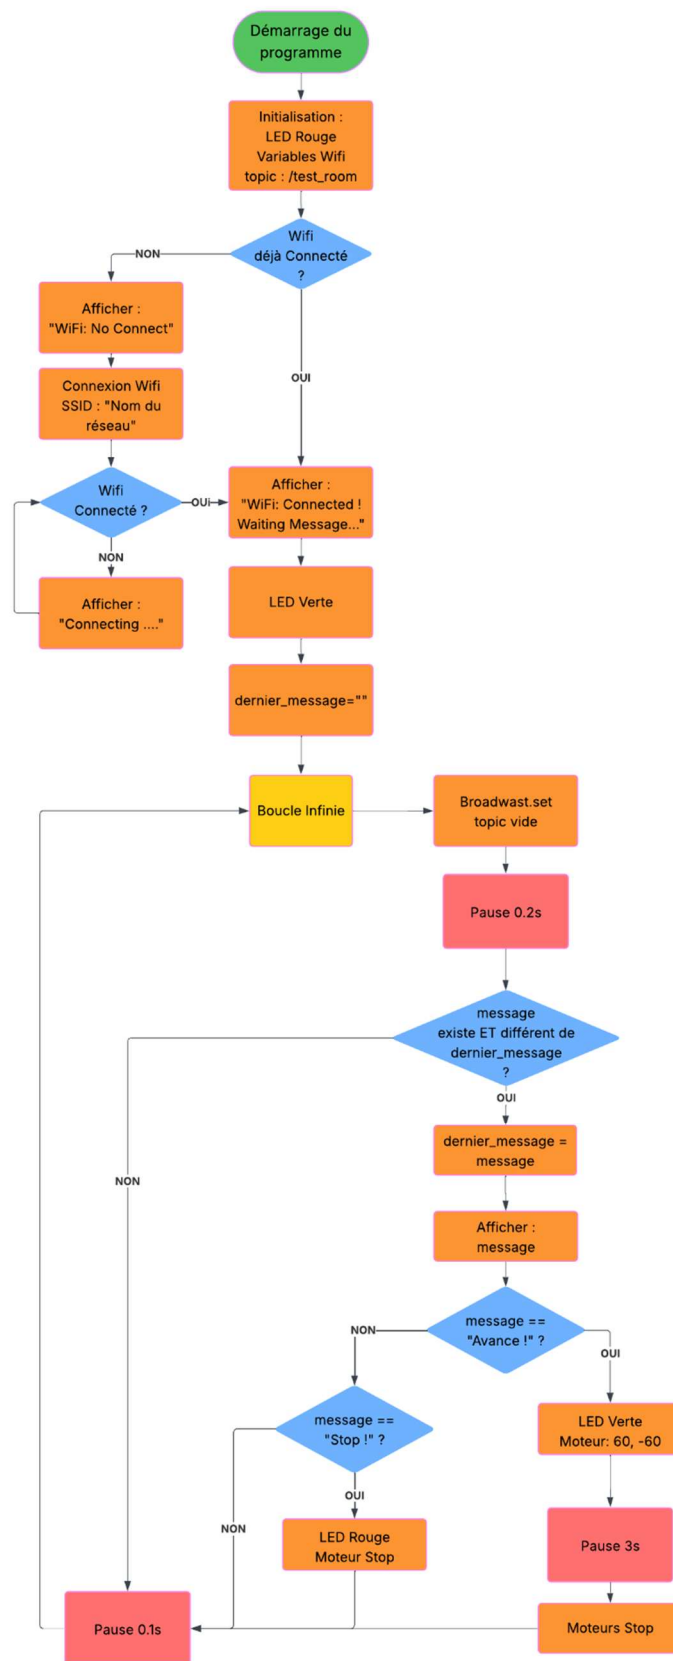 Démarrage du
programme
Initialisation :
LED Rouge
Variables Wifi
topic : /test_room
Wifi
déjà Connecté
?
NON
OUI
Afficher :
"WiFi: No Connect"
Connexion Wifi
SSID : "Nom du
réseau"
Wifi
Connecté ?
OUi
NON
Afficher :
"Connecting ...."
Afficher :
"WiFi: Connected !
Waiting Message..."
LED Verte
dernier_message=""
Boucle Infinie
Broadwast.set
topic vide
Pause 0.2s
message
existe ET différent de
dernier_message
?
OUI
NON
dernier_message =
message
Afficher :
message
message ==
"Avance !" ?
NON
OUI
message ==
"Stop !" ?
OUI
NON
LED Verte
Moteur: 60, -60
LED Rouge
Moteur Stop
Pause 3s
Moteurs Stop
Pause 0.1s